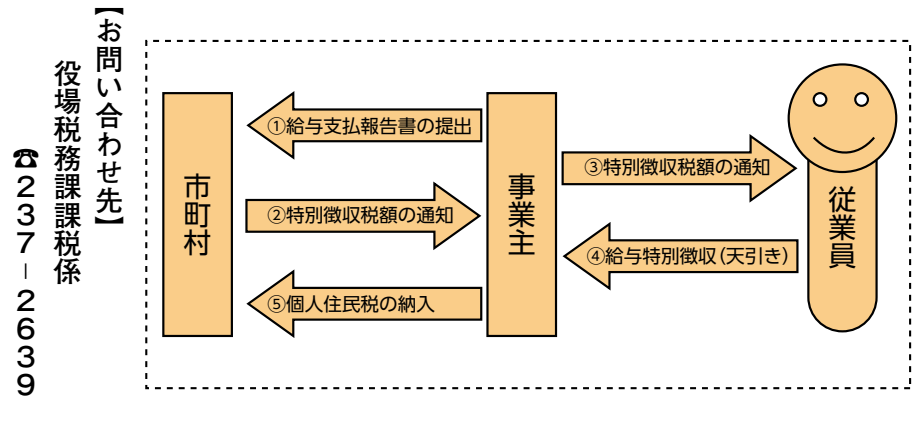 【お問い合わせ先】
役場税務課課税係
☎237-2639
市町村
事業主
従業員
①給与支払報告書の提出
②特別徴収税額の通知
③特別徴収税額の通知
④給与特別徴収(天引き)
⑤個人住民税の納入